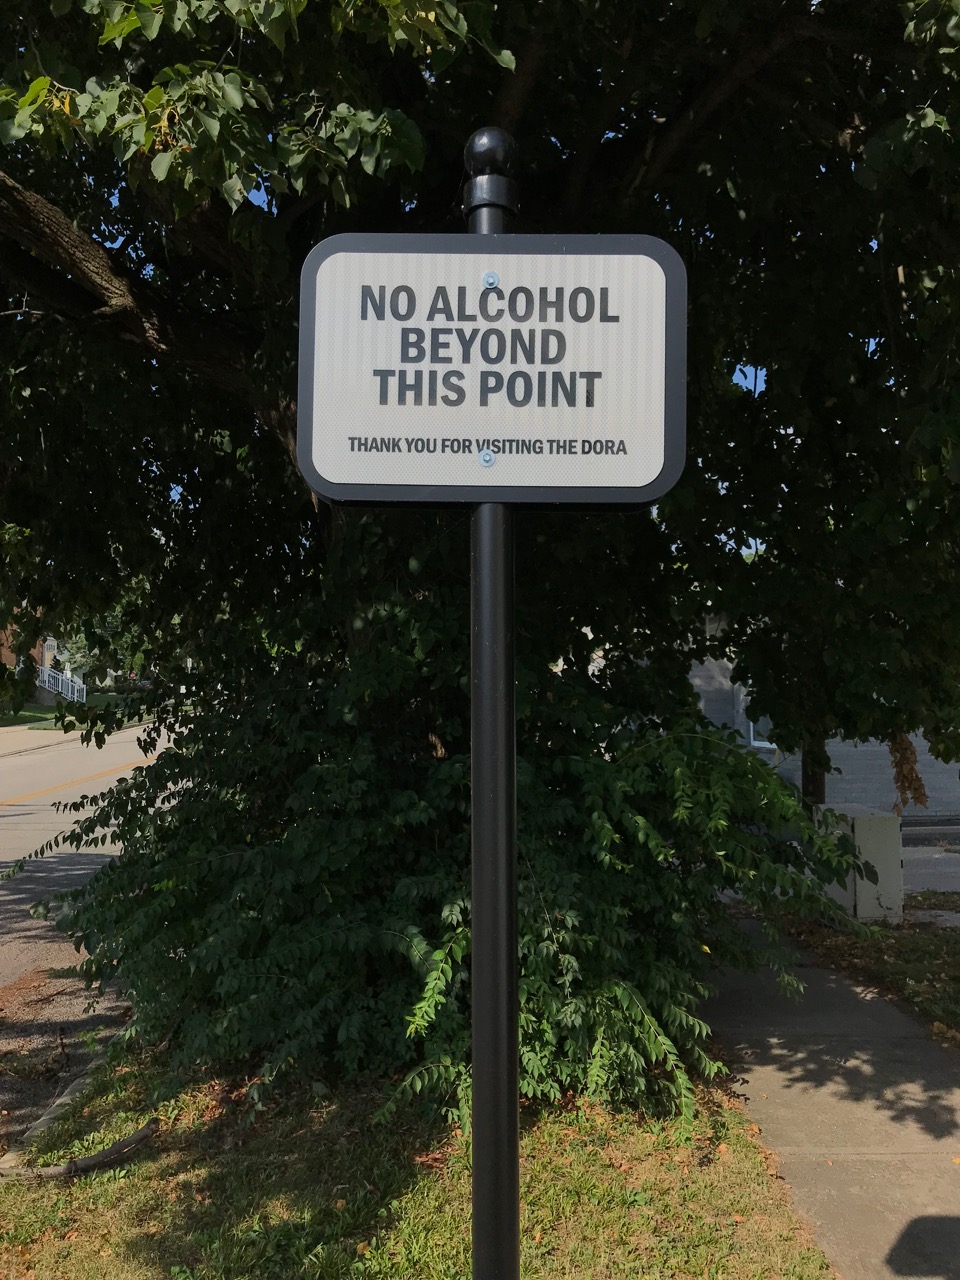 NO ALCOHOL
BEYOND
THIS POINT
THANK YOU FOR VISITING THE DORA